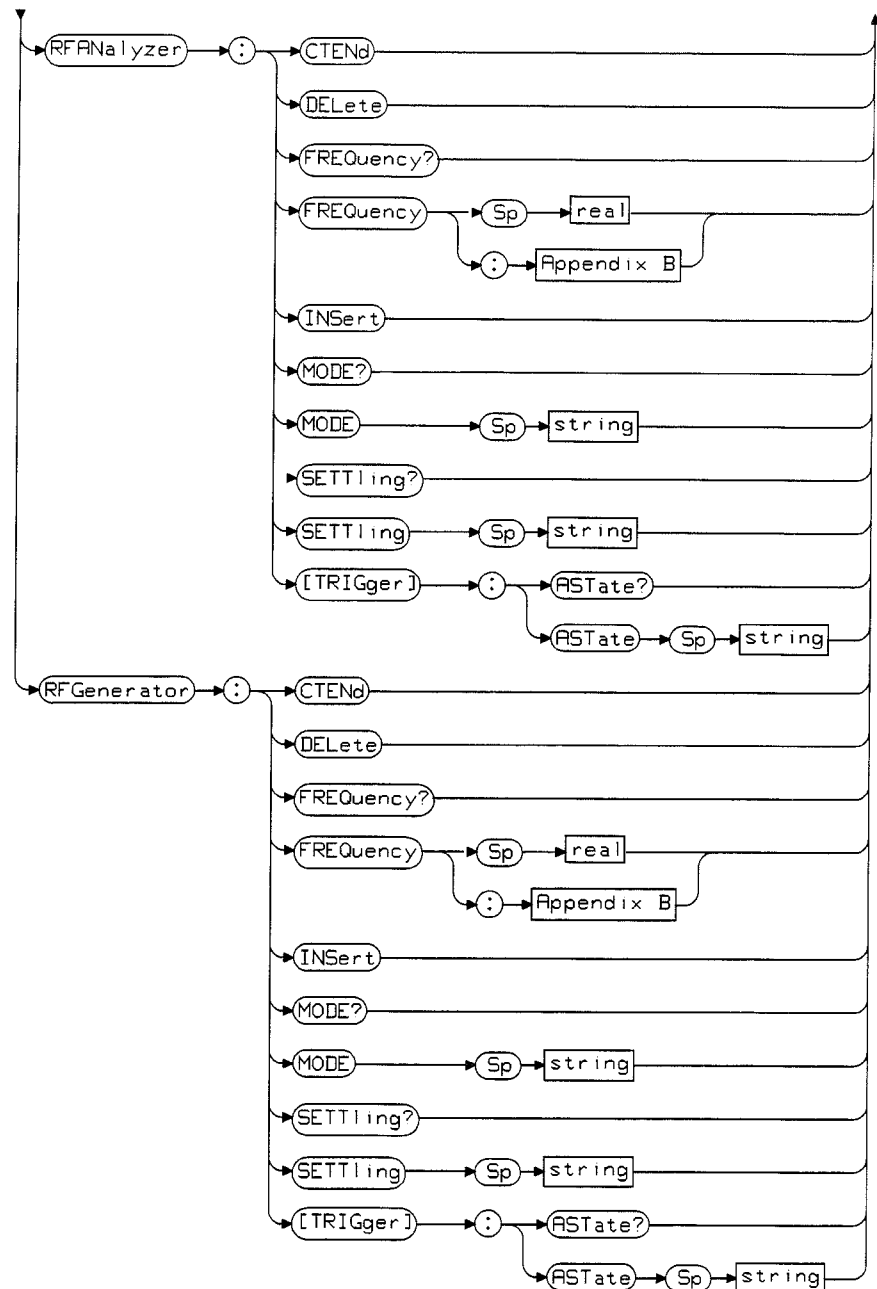 RFANalyzer : CTENd
DELete
FREQuency?
FREQuency Sp real
: Appendix B
INSert
MODE?
MODE Sp string
SETTling?
SETTling Sp string
[TRIGger] : ASTate?
ASTate Sp string
RFGenerator : CTENd
DELete
FREQuency?
FREQuency Sp real
: Appendix B
INSert
MODE?
MODE Sp string
SETTling?
SETTling Sp string
[TRIGger] : ASTate?
ASTate Sp string